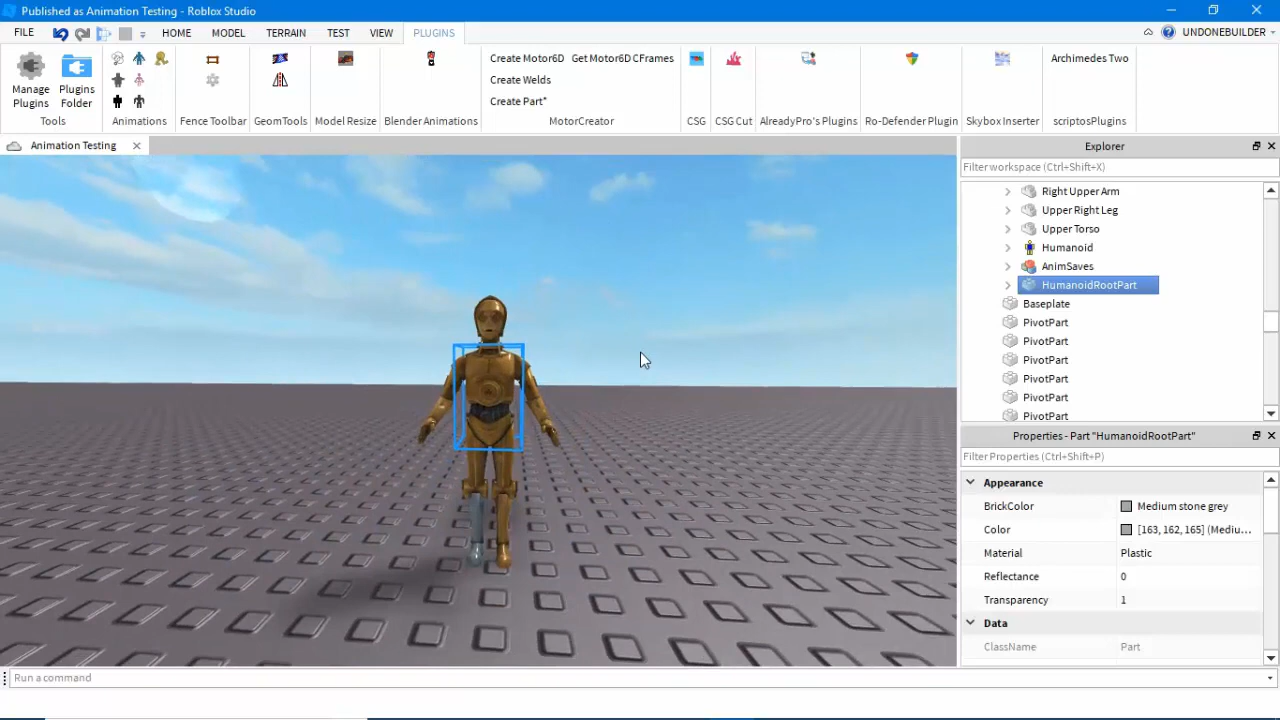 Published as Animation Testing - Roblox Studio
FILE HOME MODEL TERRAIN TEST VIEW PLUGINS UNDONEBUILDER
Manage Plugins
Plugins Folder
Create Motor6D Get Motor6D CFrames
Create Welds
Create Part*
Archimedes Two
Tools Animations Fence Toolbar GeomTools Model Resize Blender Animations MotorCreator CSG CSG Cut AlreadyPro's Plugins Ro-Defender Plugin Skybox Inserter scriptosPlugins
Animation Testing
Explorer
Filter workspace (Ctrl+Shift+X)
Right Upper Arm
Upper Right Leg
Upper Torso
Humanoid
AnimSaves
HumanoidRootPart
Baseplate
PivotPart
PivotPart
PivotPart
PivotPart
PivotPart
PivotPart
Properties - Part "HumanoidRootPart"
Filter Properties (Ctrl+Shift+P)
Appearance
BrickColor Medium stone grey
Color [163, 162, 165] (Mediu...
Material Plastic
Reflectance 0
Transparency 1
Data
ClassName Part
Run a command